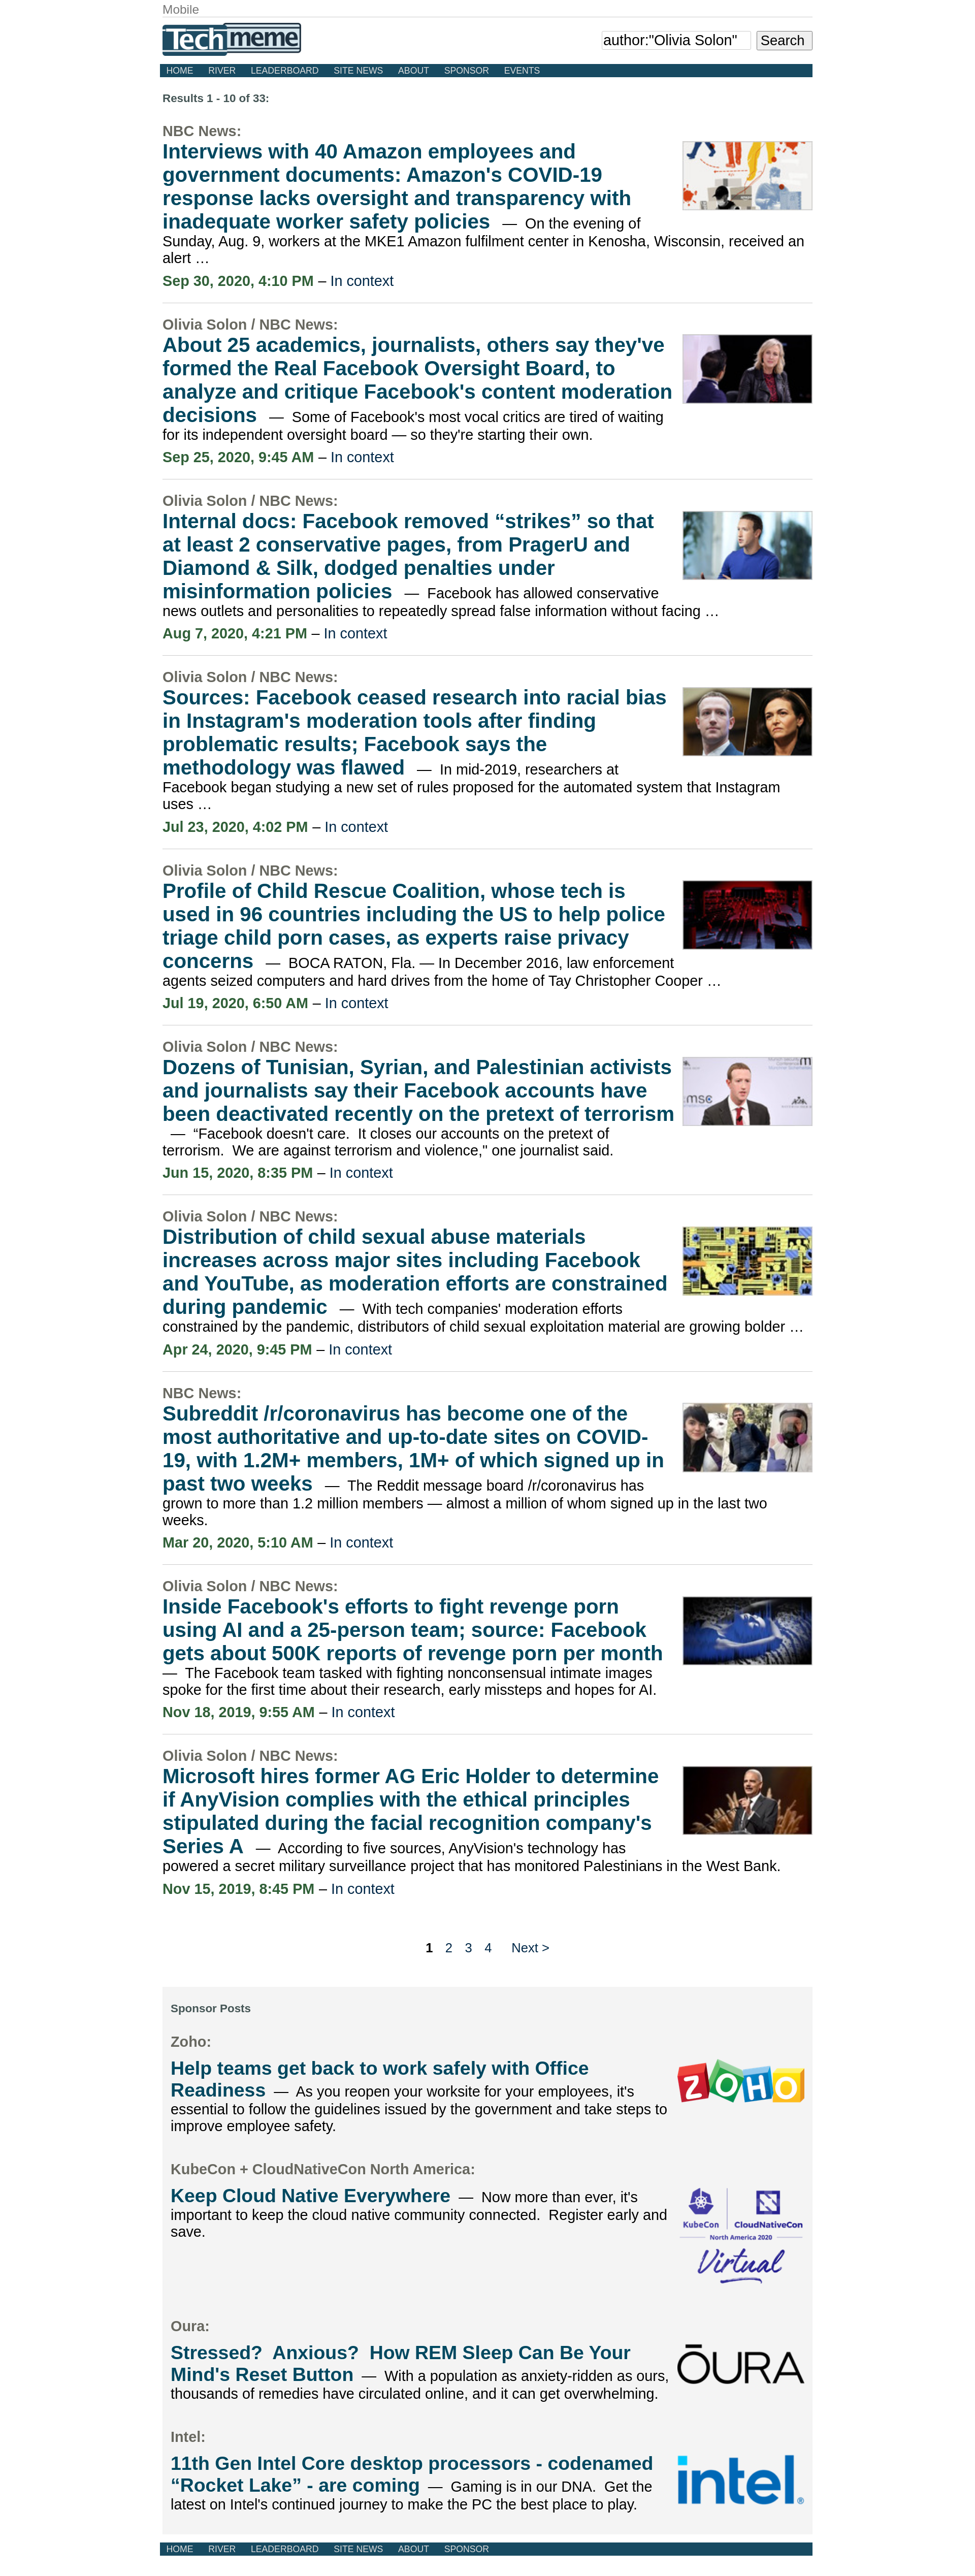 Mobile
Techmeme
author:"Olivia Solon" Search
HOME RIVER LEADERBOARD SITE NEWS ABOUT SPONSOR EVENTS
Results 1 - 10 of 33:
NBC News:
Interviews with 40 Amazon employees and
government documents: Amazon's COVID-19
response lacks oversight and transparency with
inadequate worker safety policies — On the evening of
Sunday, Aug. 9, workers at the MKE1 Amazon fulfilment center in Kenosha, Wisconsin, received an
alert …
Sep 30, 2020, 4:10 PM – In context
Olivia Solon / NBC News:
About 25 academics, journalists, others say they've
formed the Real Facebook Oversight Board, to
analyze and critique Facebook's content moderation
decisions — Some of Facebook's most vocal critics are tired of waiting
for its independent oversight board — so they're starting their own.
Sep 25, 2020, 9:45 AM – In context
Olivia Solon / NBC News:
Internal docs: Facebook removed “strikes” so that
at least 2 conservative pages, from PragerU and
Diamond & Silk, dodged penalties under
misinformation policies — Facebook has allowed conservative
news outlets and personalities to repeatedly spread false information without facing …
Aug 7, 2020, 4:21 PM – In context
Olivia Solon / NBC News:
Sources: Facebook ceased research into racial bias
in Instagram's moderation tools after finding
problematic results; Facebook says the
methodology was flawed — In mid-2019, researchers at
Facebook began studying a new set of rules proposed for the automated system that Instagram
uses …
Jul 23, 2020, 4:02 PM – In context
Olivia Solon / NBC News:
Profile of Child Rescue Coalition, whose tech is
used in 96 countries including the US to help police
triage child porn cases, as experts raise privacy
concerns — BOCA RATON, Fla. — In December 2016, law enforcement
agents seized computers and hard drives from the home of Tay Christopher Cooper …
Jul 19, 2020, 6:50 AM – In context
Olivia Solon / NBC News:
Dozens of Tunisian, Syrian, and Palestinian activists
and journalists say their Facebook accounts have
been deactivated recently on the pretext of terrorism
— “Facebook doesn't care. It closes our accounts on the pretext of
terrorism. We are against terrorism and violence," one journalist said.
Jun 15, 2020, 8:35 PM – In context
Olivia Solon / NBC News:
Distribution of child sexual abuse materials
increases across major sites including Facebook
and YouTube, as moderation efforts are constrained
during pandemic — With tech companies' moderation efforts
constrained by the pandemic, distributors of child sexual exploitation material are growing bolder …
Apr 24, 2020, 9:45 PM – In context
NBC News:
Subreddit /r/coronavirus has become one of the
most authoritative and up-to-date sites on COVID-
19, with 1.2M+ members, 1M+ of which signed up in
past two weeks — The Reddit message board /r/coronavirus has
grown to more than 1.2 million members — almost a million of whom signed up in the last two
weeks.
Mar 20, 2020, 5:10 AM – In context
Olivia Solon / NBC News:
Inside Facebook's efforts to fight revenge porn
using AI and a 25-person team; source: Facebook
gets about 500K reports of revenge porn per month
— The Facebook team tasked with fighting nonconsensual intimate images
spoke for the first time about their research, early missteps and hopes for AI.
Nov 18, 2019, 9:55 AM – In context
Olivia Solon / NBC News:
Microsoft hires former AG Eric Holder to determine
if AnyVision complies with the ethical principles
stipulated during the facial recognition company's
Series A — According to five sources, AnyVision's technology has
powered a secret military surveillance project that has monitored Palestinians in the West Bank.
Nov 15, 2019, 8:45 PM – In context
1 2 3 4 Next >
Sponsor Posts
Zoho:
Help teams get back to work safely with Office
Readiness — As you reopen your worksite for your employees, it's
essential to follow the guidelines issued by the government and take steps to
improve employee safety.
ZOHO
KubeCon + CloudNativeCon North America:
Keep Cloud Native Everywhere — Now more than ever, it's
important to keep the cloud native community connected. Register early and
save.
KubeCon CloudNativeCon
North America 2020
Virtual
Oura:
Stressed? Anxious? How REM Sleep Can Be Your
Mind's Reset Button — With a population as anxiety-ridden as ours,
thousands of remedies have circulated online, and it can get overwhelming.
ŌURA
Intel:
11th Gen Intel Core desktop processors - codenamed
“Rocket Lake” - are coming — Gaming is in our DNA. Get the
latest on Intel's continued journey to make the PC the best place to play.
intel®
HOME RIVER LEADERBOARD SITE NEWS ABOUT SPONSOR